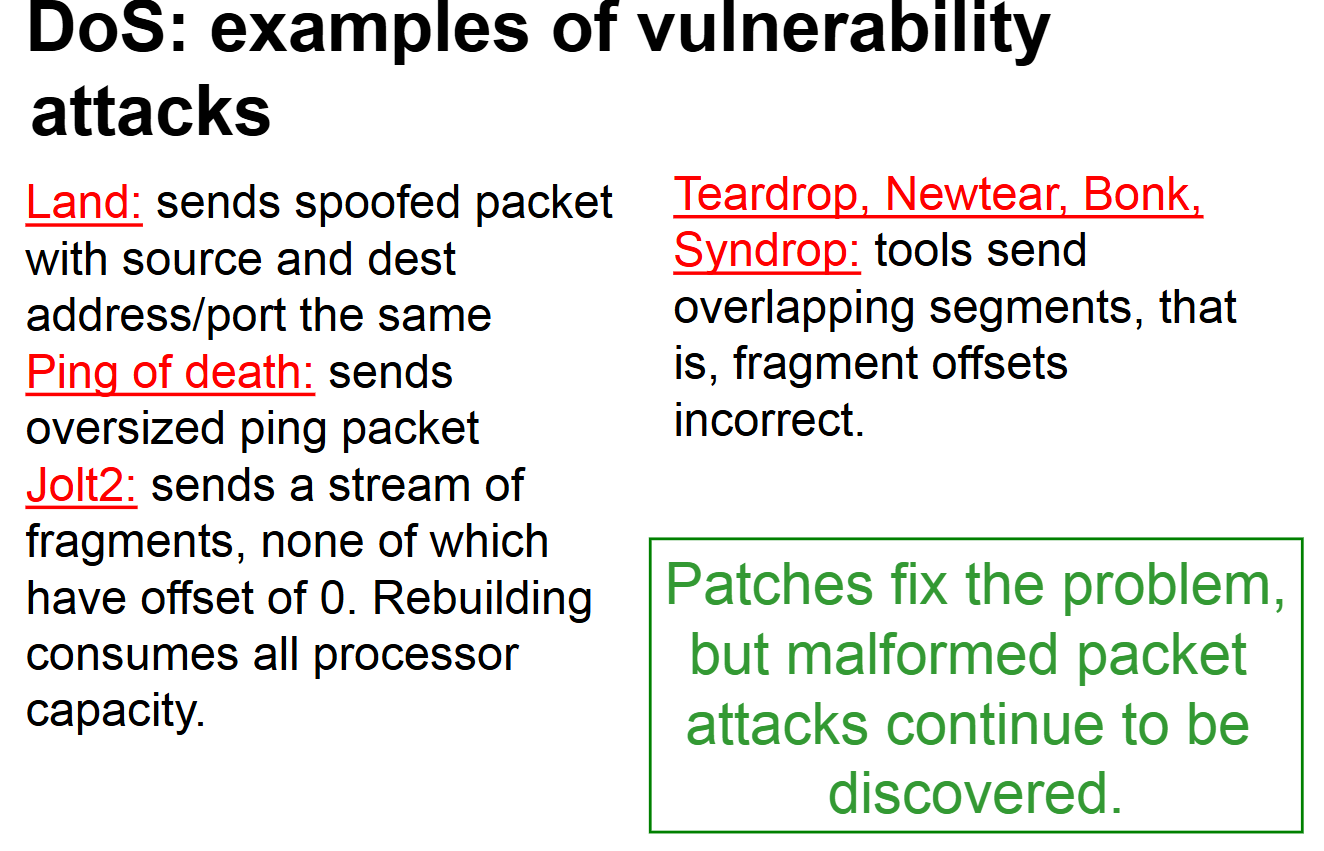 DoS: examples of vulnerability
attacks
Land: sends spoofed packet
with source and dest
address/port the same
Ping of death: sends
oversized ping packet
Jolt2: sends a stream of
fragments, none of which
have offset of 0. Rebuilding
consumes all processor
capacity.
Teardrop, Newtear, Bonk,
Syndrop: tools send
overlapping segments, that
is, fragment offsets
incorrect.
Patches fix the problem,
but malformed packet
attacks continue to be
discovered.